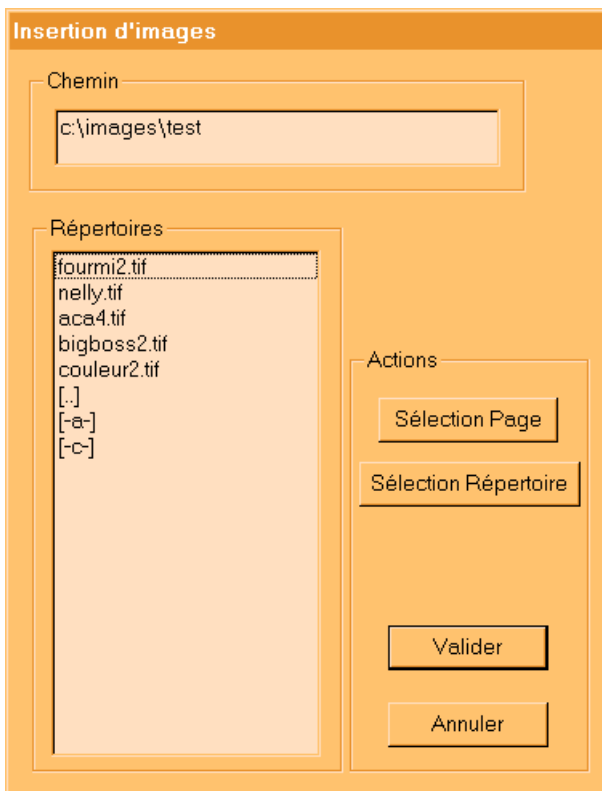 Insertion d'images
Chemin
c:\images\test
Répertoires
fourmi2.tif
nelly.tif
aca4.tif
bigboss2.tif
couleur2.tif
[..]
[-a-]
[-c-]
Actions
Sélection Page
Sélection Répertoire
Valider
Annuler